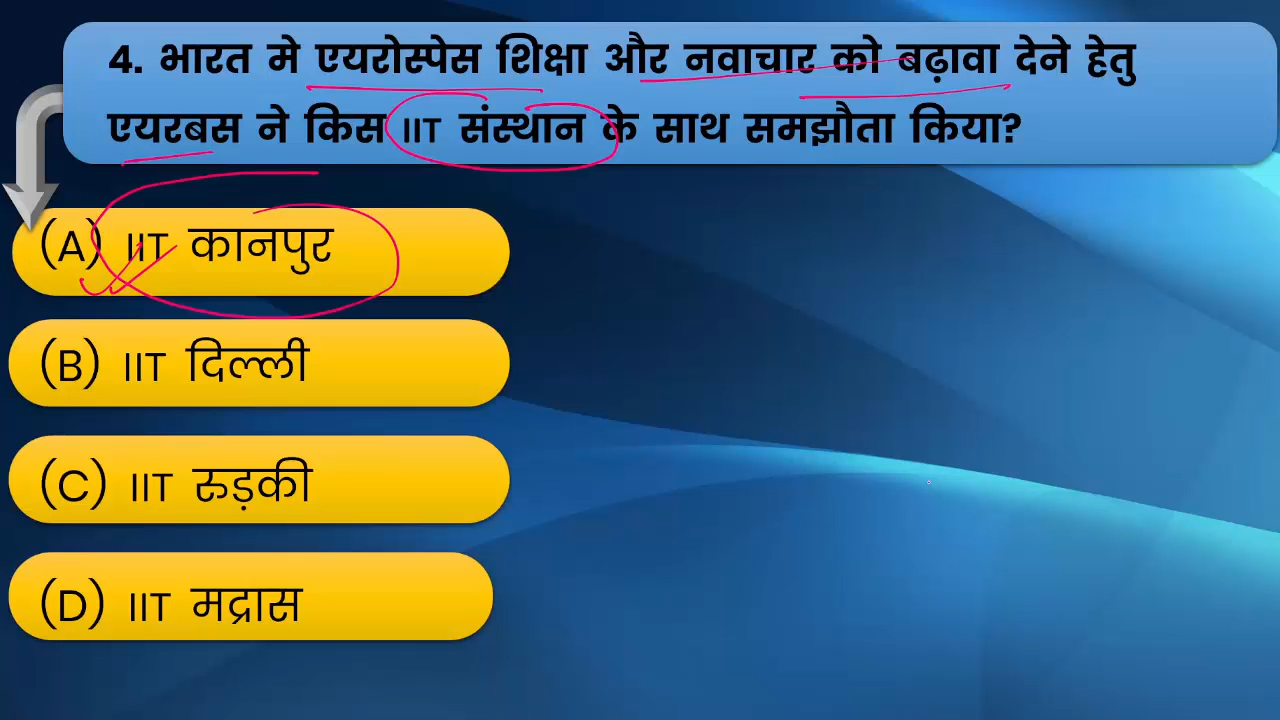 4. भारत मे एयरोस्पेस शिक्षा और नवाचार को बढ़ावा देने हेतु
एयरबस ने किस IIT संस्थान के साथ समझौता किया?
(A) IIT कानपुर
(B) IIT दिल्ली
(C) IIT रुड़की
(D) IIT मद्रास